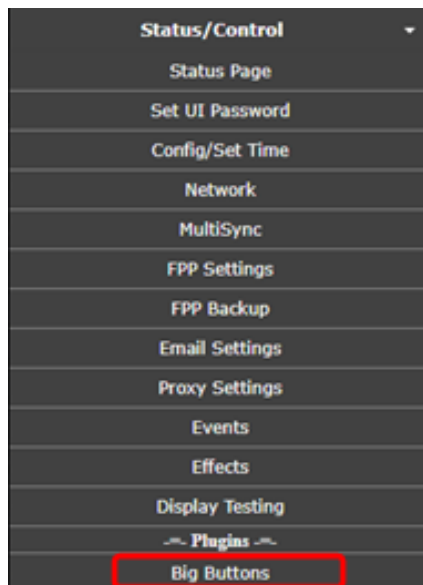 Status/Control
Status Page
Set UI Password
Config/Set Time
Network
MultiSync
FPP Settings
FPP Backup
Email Settings
Proxy Settings
Events
Effects
Display Testing
-=- Plugins -=-
Big Buttons